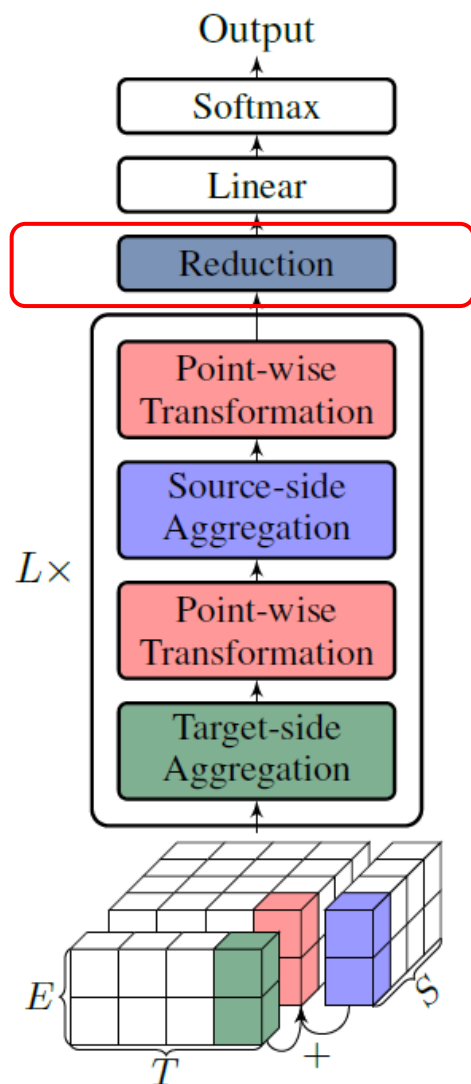 Output
Softmax
Linear
Reduction
Point-wise
Transformation
Source-side
Aggregation
L×
Point-wise
Transformation
Target-side
Aggregation
E
T
+
S